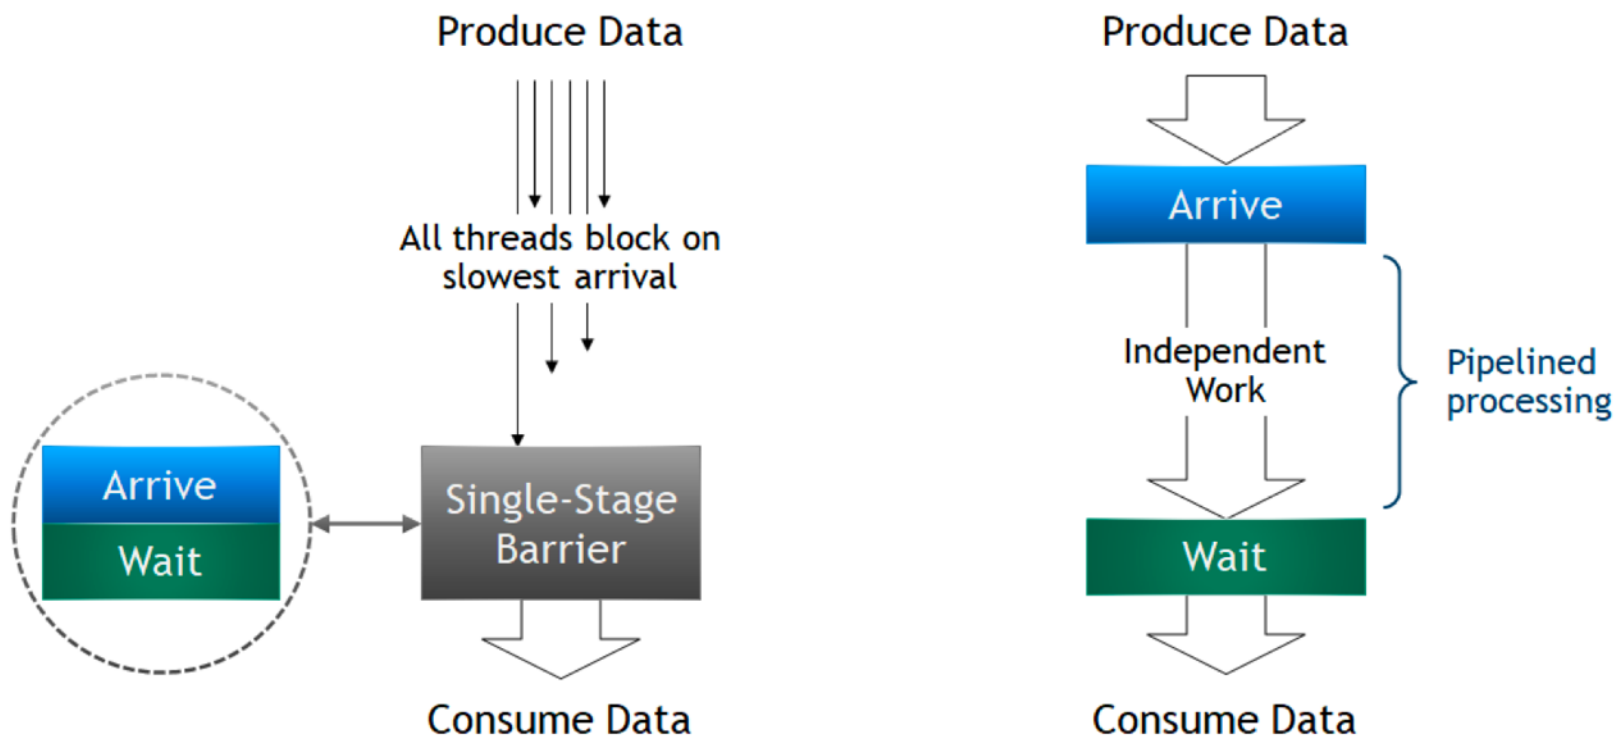 Produce Data
All threads block on
slowest arrival
Arrive
Wait
Single-Stage
Barrier
Consume Data
Produce Data
Arrive
Independent
Work
Pipelined
processing
Wait
Consume Data